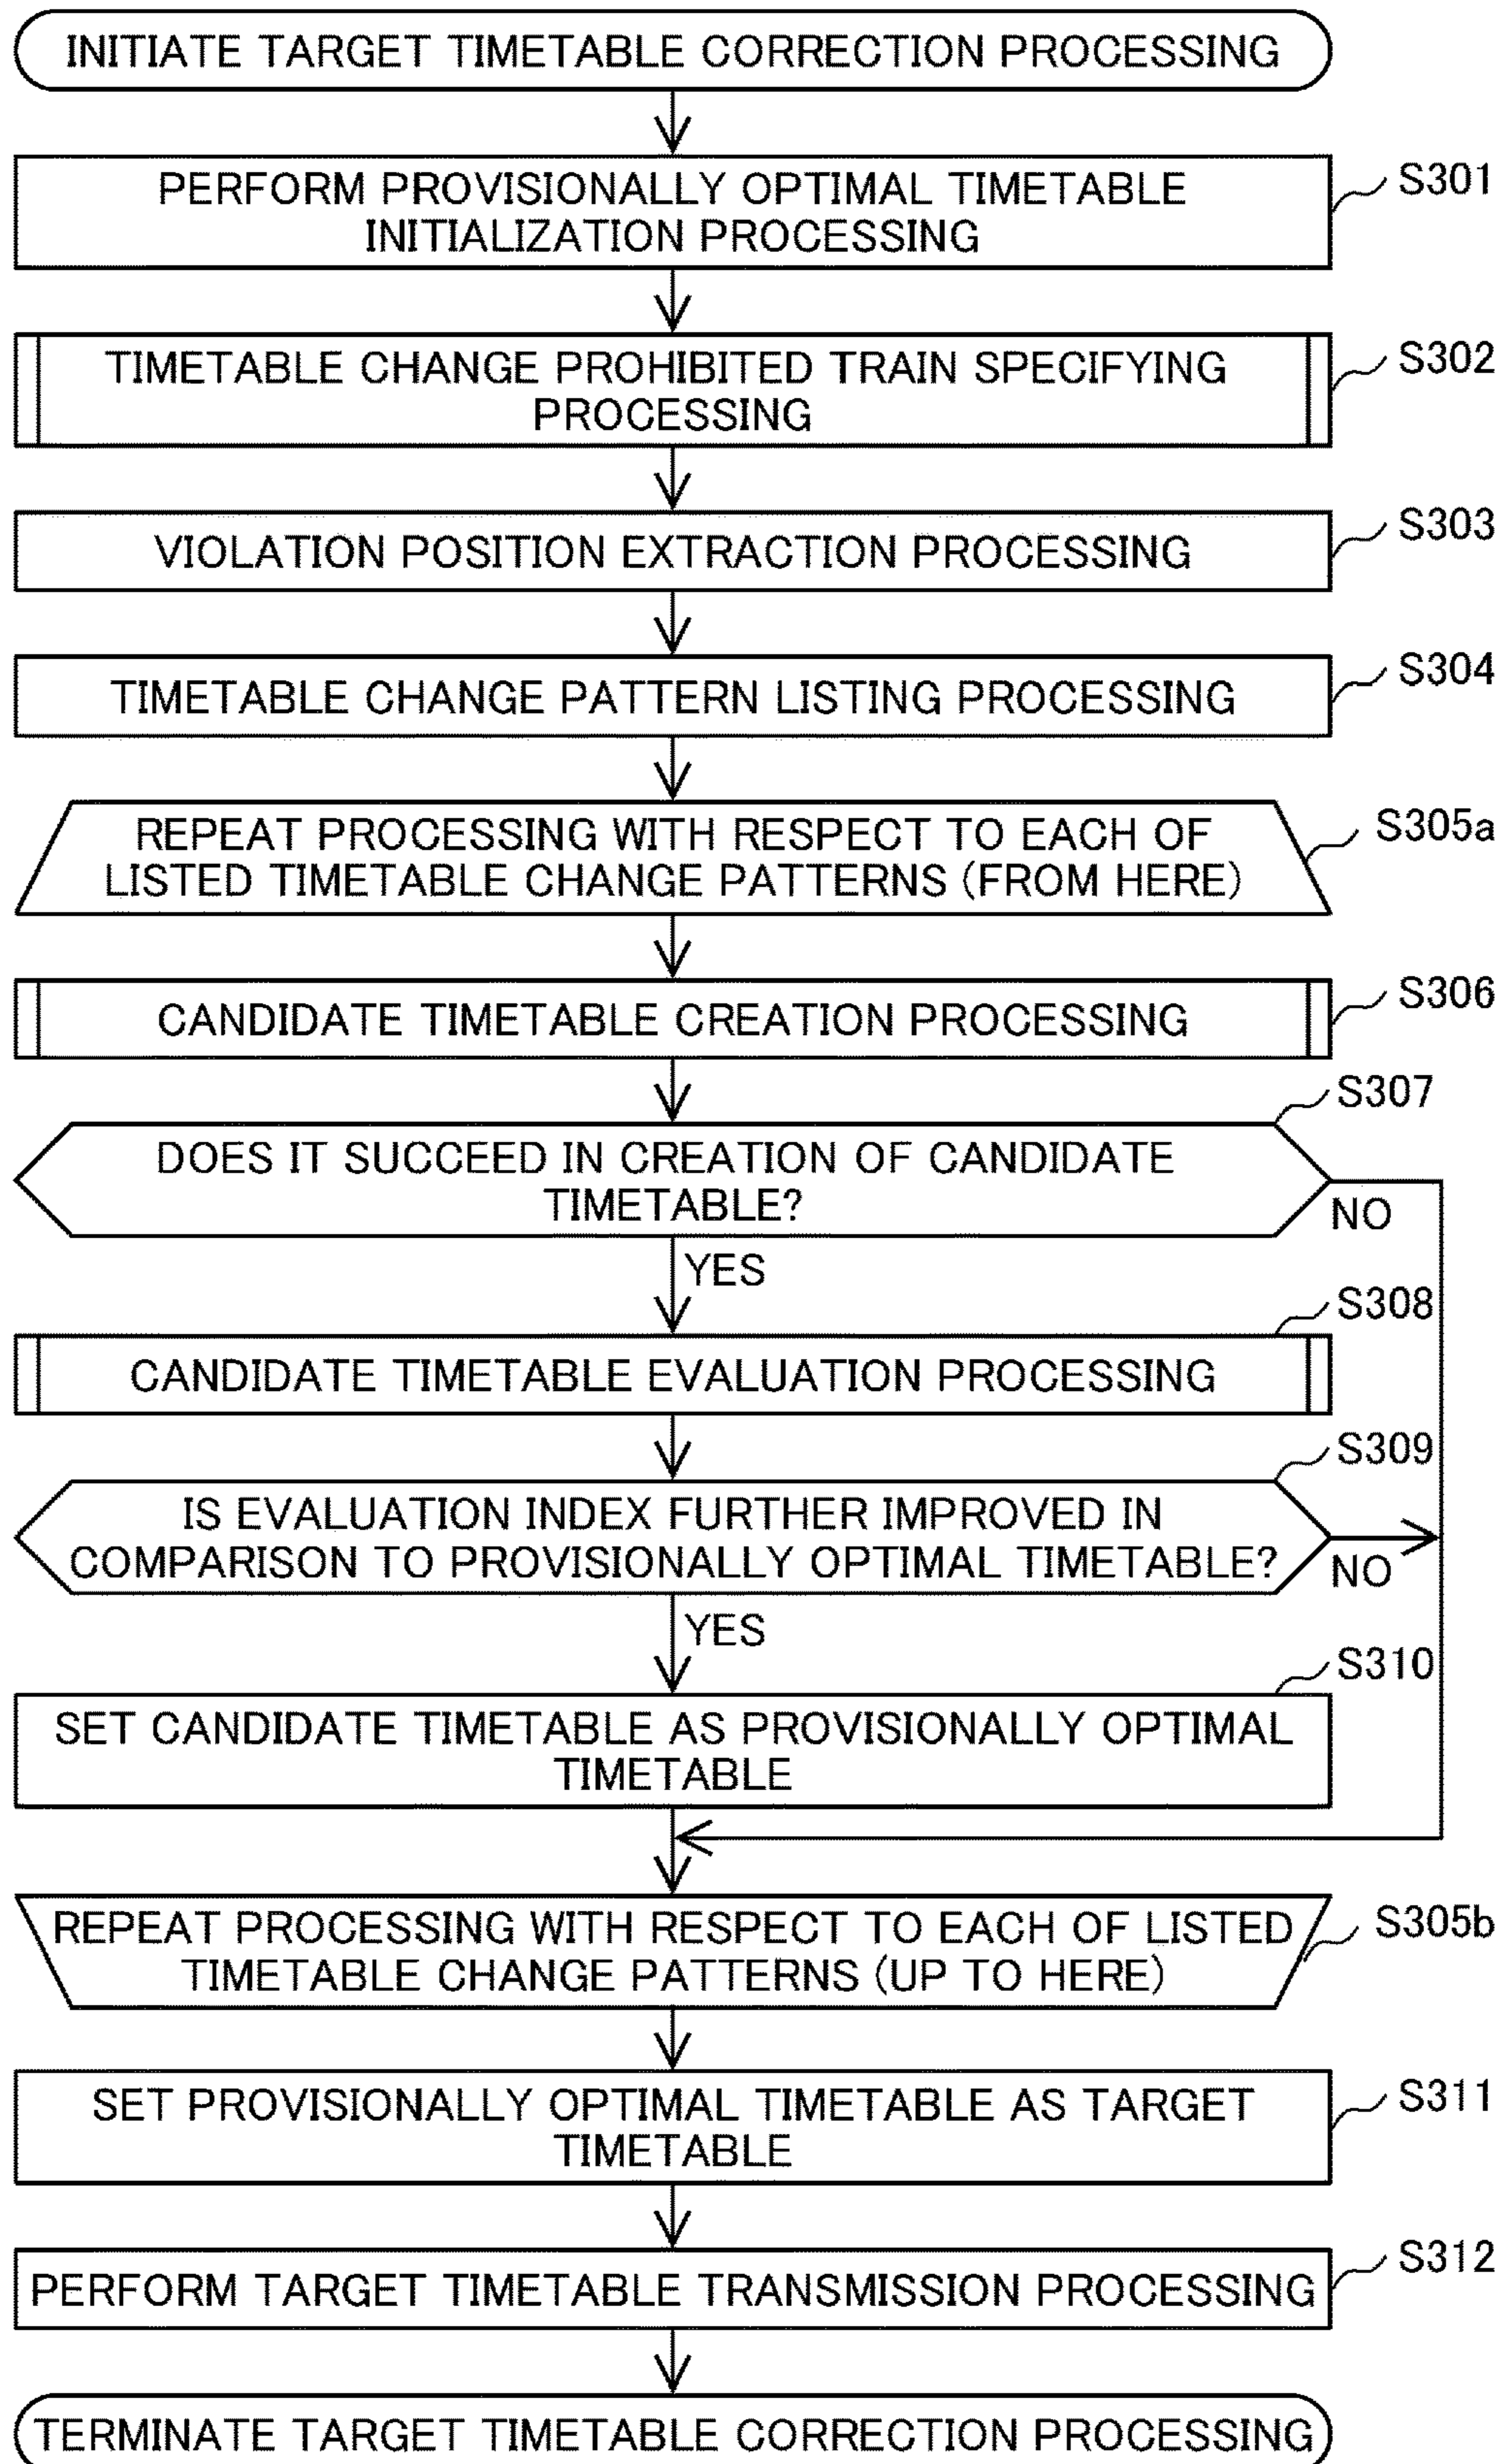 INITIATE TARGET TIMETABLE CORRECTION PROCESSING
PERFORM PROVISIONALLY OPTIMAL TIMETABLE
INITIALIZATION PROCESSING
S301
TIMETABLE CHANGE PROHIBITED TRAIN SPECIFYING
PROCESSING
S302
VIOLATION POSITION EXTRACTION PROCESSING
S303
TIMETABLE CHANGE PATTERN LISTING PROCESSING
S304
REPEAT PROCESSING WITH RESPECT TO EACH OF
LISTED TIMETABLE CHANGE PATTERNS (FROM HERE)
S305a
CANDIDATE TIMETABLE CREATION PROCESSING
S306
S307
DOES IT SUCCEED IN CREATION OF CANDIDATE
TIMETABLE?
NO
YES
S308
CANDIDATE TIMETABLE EVALUATION PROCESSING
S309
IS EVALUATION INDEX FURTHER IMPROVED IN
COMPARISON TO PROVISIONALLY OPTIMAL TIMETABLE?
NO
YES
S310
SET CANDIDATE TIMETABLE AS PROVISIONALLY OPTIMAL
TIMETABLE
REPEAT PROCESSING WITH RESPECT TO EACH OF LISTED
TIMETABLE CHANGE PATTERNS (UP TO HERE)
S305b
SET PROVISIONALLY OPTIMAL TIMETABLE AS TARGET
TIMETABLE
S311
PERFORM TARGET TIMETABLE TRANSMISSION PROCESSING
S312
TERMINATE TARGET TIMETABLE CORRECTION PROCESSING